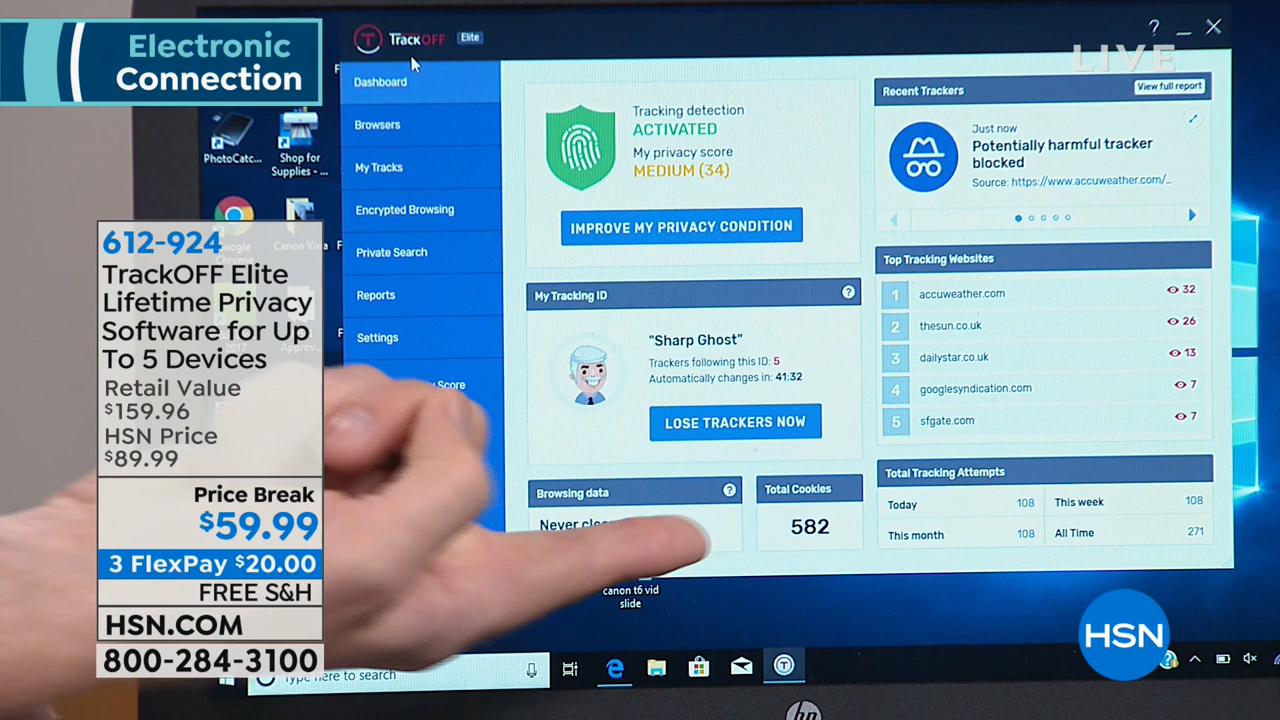 Electronic
Connection
612-924
TrackOFF Elite
Lifetime Privacy
Software for Up
To 5 Devices
Retail Value
$159.96
HSN Price
$89.99
Price Break
$59.99
3 FlexPay $20.00
FREE S&H
HSN.COM
800-284-3100
LIVE
HSN
TRACKOFF Elite
?
Dashboard
Browsers
My Tracks
Encrypted Browsing
Private Search
Reports
Settings
Score
Tracking detection
ACTIVATED
My privacy score
MEDIUM (34)
IMPROVE MY PRIVACY CONDITION
My Tracking ID ?
"Sharp Ghost"
Trackers following this ID: 5
Automatically changes in: 41:32
LOSE TRACKERS NOW
Browsing data ?
Never
Total Cookies
582
Recent Trackers View full report
Just now
Potentially harmful tracker
blocked
Source: https://www.accuweather.com/...
Top Tracking Websites
1 accuweather.com 32
2 thesun.co.uk 26
3 dailystar.co.uk 13
4 googlesyndication.com 7
5 sfgate.com 7
Total Tracking Attempts
Today 108 This week 108
This month 108 All Time 271
PhotoCatc...
Shop for
Supplies - ...
Google
Chrome
canon t6 vid
slide
Type here to search
hp